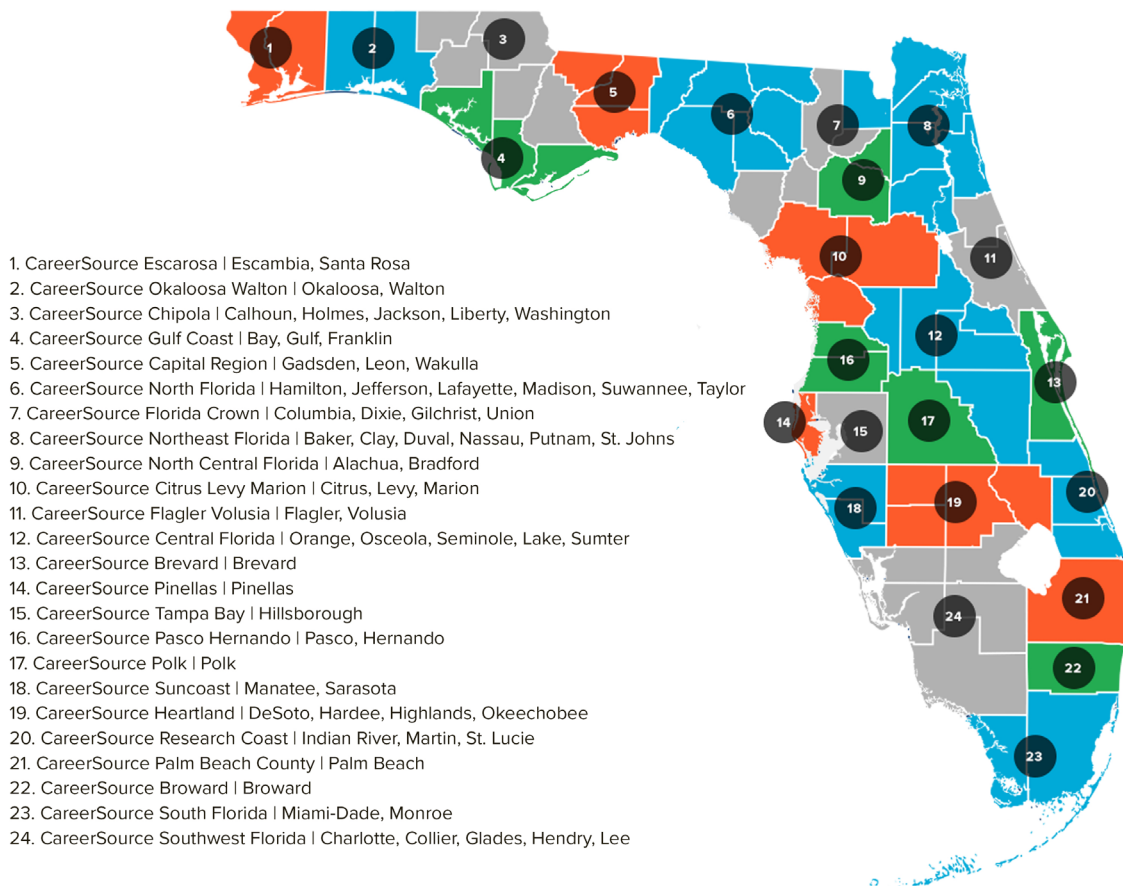 1
2
3
4
5
6
7
8
9
10
11
12
13
14
15
16
17
18
19
20
21
22
23
24
1. CareerSource Escarosa | Escambia, Santa Rosa
2. CareerSource Okaloosa Walton | Okaloosa, Walton
3. CareerSource Chipola | Calhoun, Holmes, Jackson, Liberty, Washington
4. CareerSource Gulf Coast | Bay, Gulf, Franklin
5. CareerSource Capital Region | Gadsden, Leon, Wakulla
6. CareerSource North Florida | Hamilton, Jefferson, Lafayette, Madison, Suwannee, Taylor
7. CareerSource Florida Crown | Columbia, Dixie, Gilchrist, Union
8. CareerSource Northeast Florida | Baker, Clay, Duval, Nassau, Putnam, St. Johns
9. CareerSource North Central Florida | Alachua, Bradford
10. CareerSource Citrus Levy Marion | Citrus, Levy, Marion
11. CareerSource Flagler Volusia | Flagler, Volusia
12. CareerSource Central Florida | Orange, Osceola, Seminole, Lake, Sumter
13. CareerSource Brevard | Brevard
14. CareerSource Pinellas | Pinellas
15. CareerSource Tampa Bay | Hillsborough
16. CareerSource Pasco Hernando | Pasco, Hernando
17. CareerSource Polk | Polk
18. CareerSource Suncoast | Manatee, Sarasota
19. CareerSource Heartland | DeSoto, Hardee, Highlands, Okeechobee
20. CareerSource Research Coast | Indian River, Martin, St. Lucie
21. CareerSource Palm Beach County | Palm Beach
22. CareerSource Broward | Broward
23. CareerSource South Florida | Miami-Dade, Monroe
24. CareerSource Southwest Florida | Charlotte, Collier, Glades, Hendry, Lee